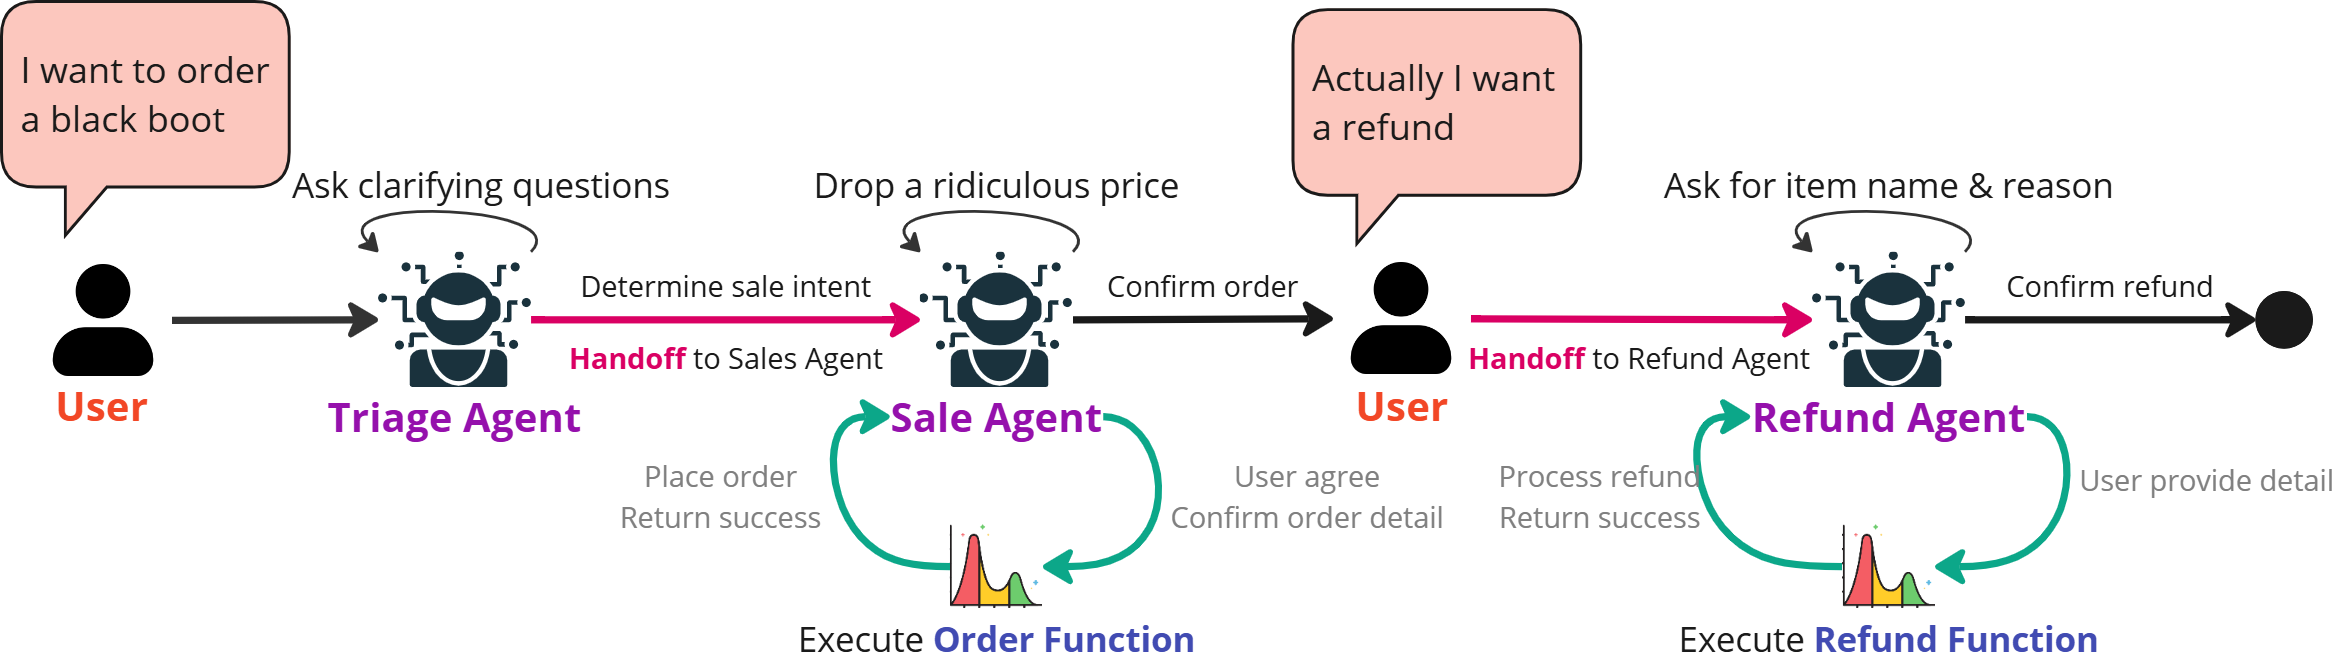 I want to order
a black boot
Actually I want
a refund
Ask clarifying questions
Drop a ridiculous price
Ask for item name & reason
Determine sale intent
Confirm order
Confirm refund
Handoff to Sales Agent
Handoff to Refund Agent
User
Triage Agent
Sale Agent
User
Refund Agent
Place order
Return success
User agree
Confirm order detail
Process refund
Return success
User provide detail
Execute Order Function
Execute Refund Function